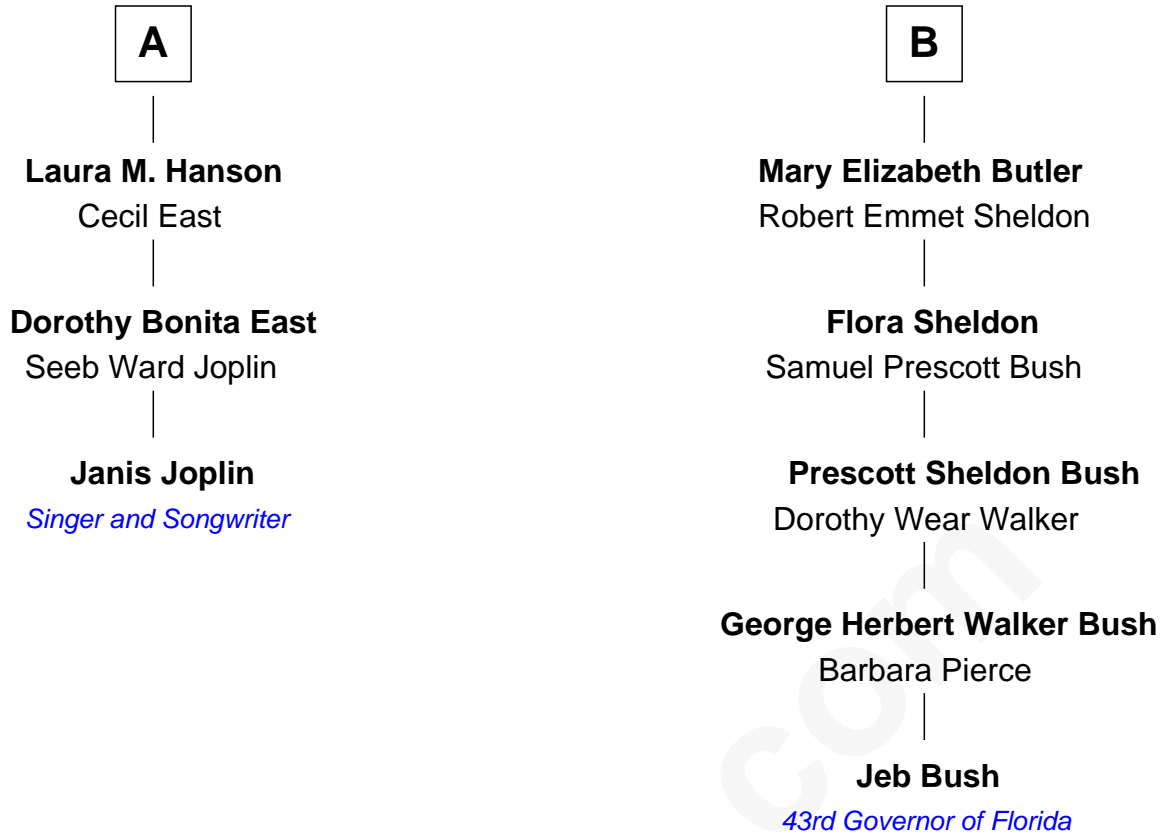 A
Laura M. Hanson
Cecil East
Dorothy Bonita East
Seeb Ward Joplin
Janis Joplin
Singer and Songwriter
B
Mary Elizabeth Butler
Robert Emmet Sheldon
Flora Sheldon
Samuel Prescott Bush
Prescott Sheldon Bush
Dorothy Wear Walker
George Herbert Walker Bush
Barbara Pierce
Jeb Bush
43rd Governor of Florida
com